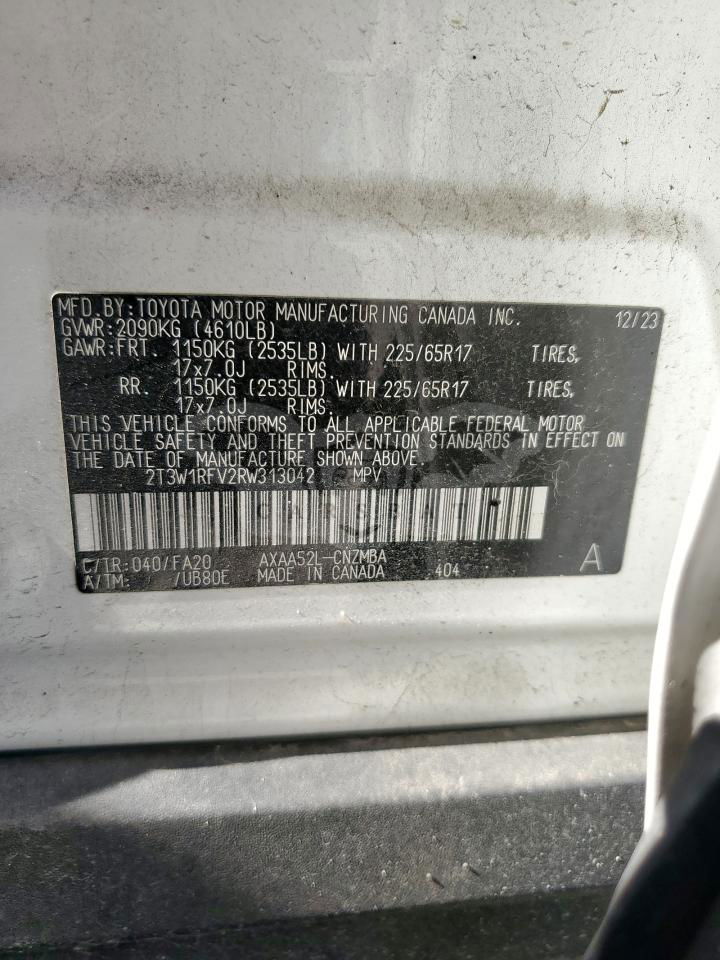 MFD.BY:TOYOTA MOTOR MANUFACTURING CANADA INC. 12/23
GVWR:2090KG (4610LB)
GAWR:FRT. 1150KG (2535LB) WITH 225/65R17 TIRES,
17x7.0J RIMS.
RR. 1150KG (2535LB) WITH 225/65R17 TIRES,
17x7.0J RIMS.
THIS VEHICLE CONFORMS TO ALL APPLICABLE FEDERAL MOTOR
VEHICLE SAFETY AND THEFT PREVENTION STANDARDS IN EFFECT ON
THE DATE OF MANUFACTURE SHOWN ABOVE.
2T3W1RFV2RW313042 MPV
C/TR:040/FA20 AXAA52L-CNZMBA A
A/TM: /UB80E MADE IN CANADA 404